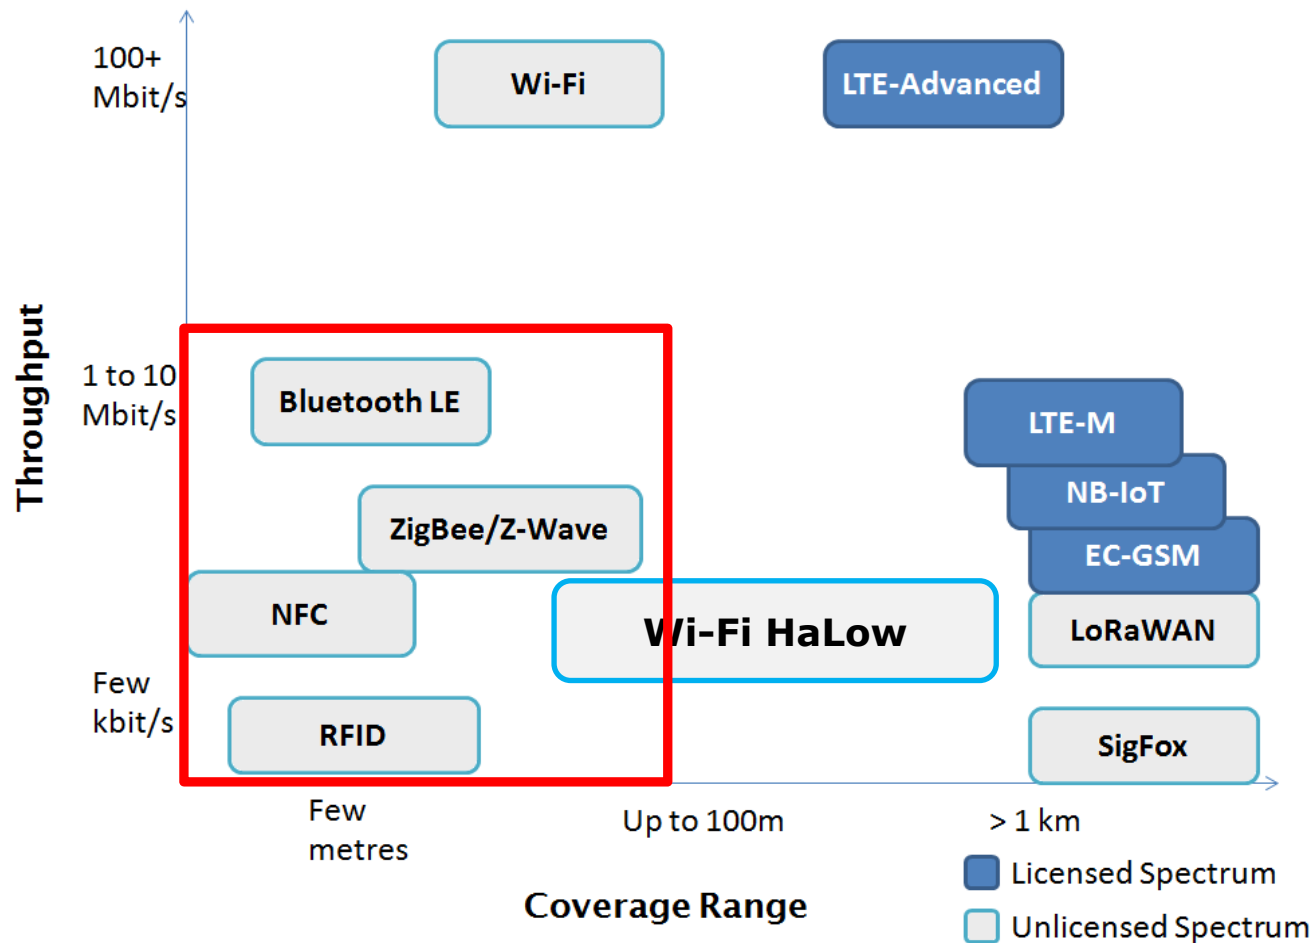 100+
Mbit/s
Wi-Fi
LTE-Advanced
Throughput
1 to 10
Mbit/s
Bluetooth LE
LTE-M
NB-IoT
ZigBee/Z-Wave
EC-GSM
NFC
Wi-Fi HaLow
LoRaWAN
Few
kbit/s
RFID
SigFox
Few
metres
Up to 100m
> 1 km
Coverage Range
Licensed Spectrum
Unlicensed Spectrum